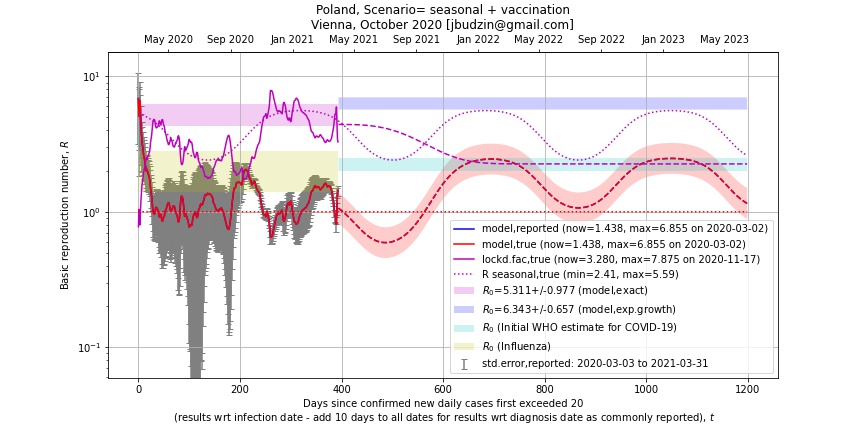 Poland, Scenario= seasonal + vaccination
Vienna, October 2020 [jbudzin@gmail.com]
May 2020 Sep 2020 Jan 2021 May 2021 Sep 2021 Jan 2022 May 2022 Sep 2022 Jan 2023 May 2023
Basic reproduction number, R
10¹
10⁰
10⁻¹
model,reported (now=1.438, max=6.855 on 2020-03-02)
model,true (now=1.438, max=6.855 on 2020-03-02)
lockd.fac,true (now=3.280, max=7.875 on 2020-11-17)
R seasonal,true (min=2.41, max=5.59)
R₀=5.311+/-0.977 (model,exact)
R₀=6.343+/-0.657 (model,exp.growth)
R₀ (Initial WHO estimate for COVID-19)
R₀ (Influenza)
std.error,reported: 2020-03-03 to 2021-03-31
0 200 400 600 800 1000 1200
Days since confirmed new daily cases first exceeded 20
(results wrt infection date - add 10 days to all dates for results wrt diagnosis date as commonly reported), t